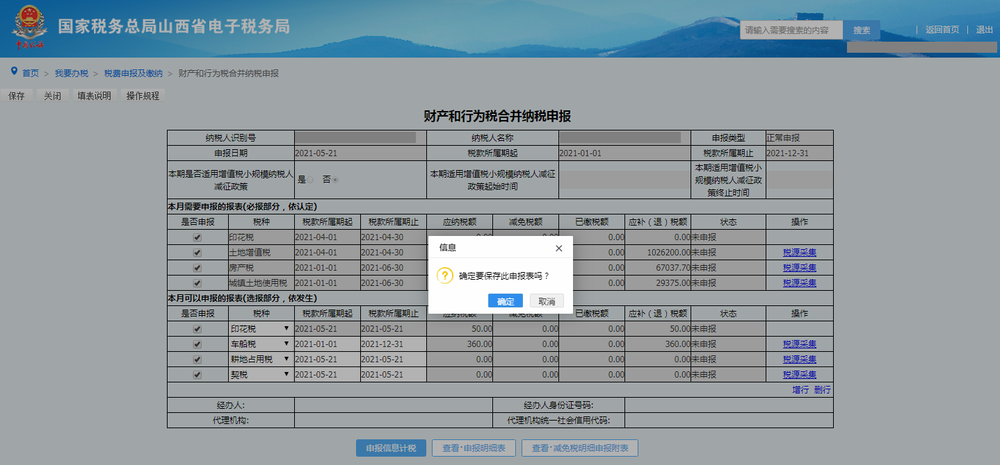 国家税务总局山西省电子税务局
请输入需要搜索的内容 搜索 | 返回首页 | 退出
首页 > 我要办税 > 税费申报及缴纳 > 财产和行为税合并纳税申报
保存 关闭 填表说明 操作规程
财产和行为税合并纳税申报
纳税人识别号 纳税人名称 申报类型 正常申报
申报日期 2021-05-21 税款所属期起 2021-01-01 税款所属期止 2021-12-31
本期是否适用增值税小规模纳税人减征政策 是 否 本期适用增值税小规模纳税人减征政策起始时间 本期适用增值税小规模纳税人减征政策终止时间
本月需要申报的报表(必报部分，依认定)
是否申报 税种 税款所属期起 税款所属期止 应纳税额 减免税额 已缴税额 应补（退）税额 状态 操作
印花税 2021-04-01 2021-04-30 0.00 0.00 0.00 0.00 未申报
土地增值税 2021-04-01 2021-04-30 0.00 1026200.00 未申报 税源采集
房产税 2021-01-01 2021-06-30 0.00 67037.70 未申报 税源采集
城镇土地使用税 2021-01-01 2021-06-30 0.00 29375.00 未申报 税源采集
本月可以申报的报表(选报部分，依发生)
是否申报 税种 税款所属期起 税款所属期止 应纳税额 减免税额 已缴税额 应补（退）税额 状态 操作
印花税 2021-05-21 2021-05-21 50.00 0.00 0.00 50.00 未申报
车船税 2021-01-01 2021-12-31 360.00 0.00 0.00 360.00 未申报 税源采集
耕地占用税 2021-05-21 2021-05-21 0.00 0.00 0.00 0.00 未申报 税源采集
契税 2021-05-21 2021-05-21 0.00 0.00 0.00 0.00 未申报 税源采集
增行 删行
经办人: 经办人身份证号码:
代理机构: 代理机构统一社会信用代码:
申报信息计税 查看·申报明细表 查看·减免税明细申报附表
信息
确定要保存此申报表吗？
确定 取消